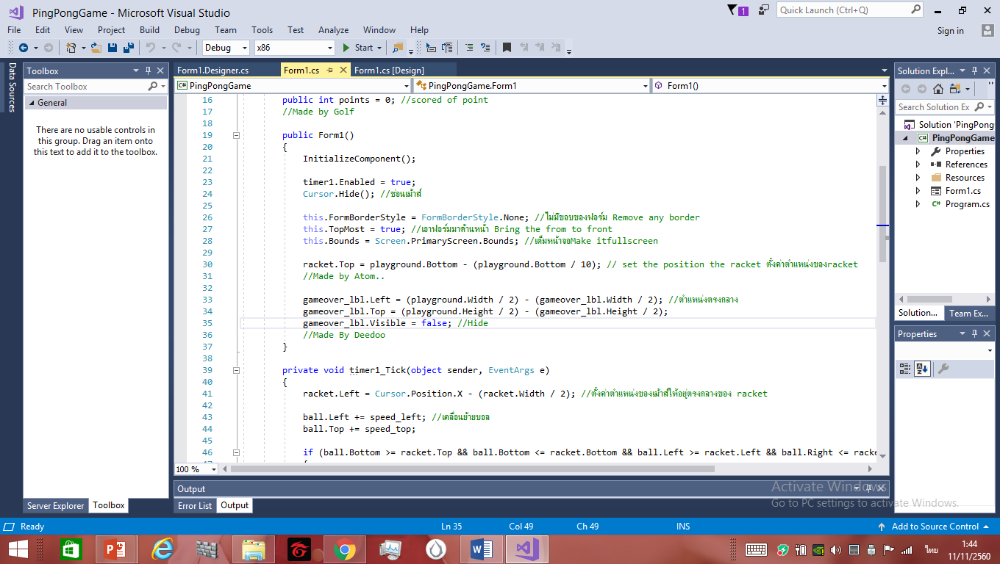 PingPongGame - Microsoft Visual Studio
1
Quick Launch (Ctrl+Q)
File Edit View Project Build Debug Team Tools Test Analyze Window Help
Sign in
Debug x86 Start
Data Sources
Toolbox
Search Toolbox
General
There are no usable controls in
this group. Drag an item onto
this text to add it to the toolbox.
Server Explorer Toolbox
Form1.Designer.cs Form1.cs Form1.cs [Design]
PingPongGame PingPongGame.Form1 Form1()
16 public int points = 0; //scored of point
17 //Made by Golf
18
19 public Form1()
20 {
21 InitializeComponent();
22
23 timer1.Enabled = true;
24 Cursor.Hide(); //ซ่อนเม้าส์
25
26 this.FormBorderStyle = FormBorderStyle.None; //ไม่มีขอบของฟอร์ม Remove any border
27 this.TopMost = true; //เอาฟอร์มมาด้านหน้า Bring the from to front
28 this.Bounds = Screen.PrimaryScreen.Bounds; //เต็มหน้าจอMake itfullscreen
29
30 racket.Top = playground.Bottom - (playground.Bottom / 10); // set the position the racket ตั้งค่าตำแหน่งของracket
31 //Made by Atom..
32
33 gameover_lbl.Left = (playground.Width / 2) - (gameover_lbl.Width / 2); //ตำแหน่งตรงกลาง
34 gameover_lbl.Top = (playground.Height / 2) - (gameover_lbl.Height / 2);
35 gameover_lbl.Visible = false; //Hide
36 //Made By Deedoo
37 }
38
39 private void timer1_Tick(object sender, EventArgs e)
40 {
41 racket.Left = Cursor.Position.X - (racket.Width / 2); //ตั้งค่าตำแหน่งของเม้าส์ให้อยู่ตรงกลางของ racket
42
43 ball.Left += speed_left; //เคลื่อนย้ายบอล
44 ball.Top += speed_top;
45
46 if (ball.Bottom >= racket.Top && ball.Bottom <= racket.Bottom && ball.Left >= racket.Left && ball.Right <= racke
100 %
Output
Error List Output
Solution Expl...
Search Solution Ex
Solution 'PingPong
PingPongGame
Properties
References
Resources
Form1.cs
Program.cs
Solution... Team Ex...
Properties
Activate Windows
Go to PC settings to activate Windows.
Ready Ln 35 Col 49 Ch 49 INS Add to Source Control
ไทย
1:44
11/11/2560